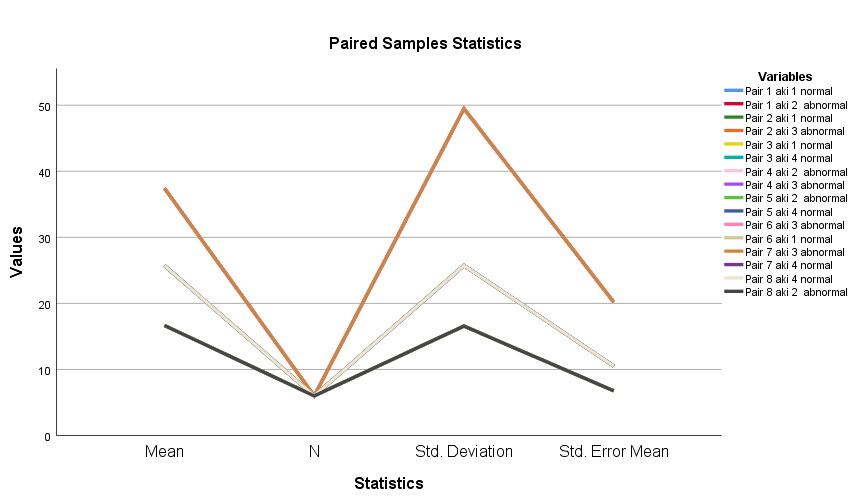 Paired Samples Statistics
Values
50
40
30
20
10
0
Mean N Std. Deviation Std. Error Mean
Statistics
Variables
Pair 1 aki 1 normal
Pair 1 aki 2  abnormal
Pair 2 aki 1 normal
Pair 2 aki 3 abnormal
Pair 3 aki 1 normal
Pair 3 aki 4 normal
Pair 4 aki 2  abnormal
Pair 4 aki 3 abnormal
Pair 5 aki 2  abnormal
Pair 5 aki 4 normal
Pair 6 aki 3 abnormal
Pair 6 aki 1 normal
Pair 7 aki 3 abnormal
Pair 7 aki 4 normal
Pair 8 aki 4 normal
Pair 8 aki 2  abnormal